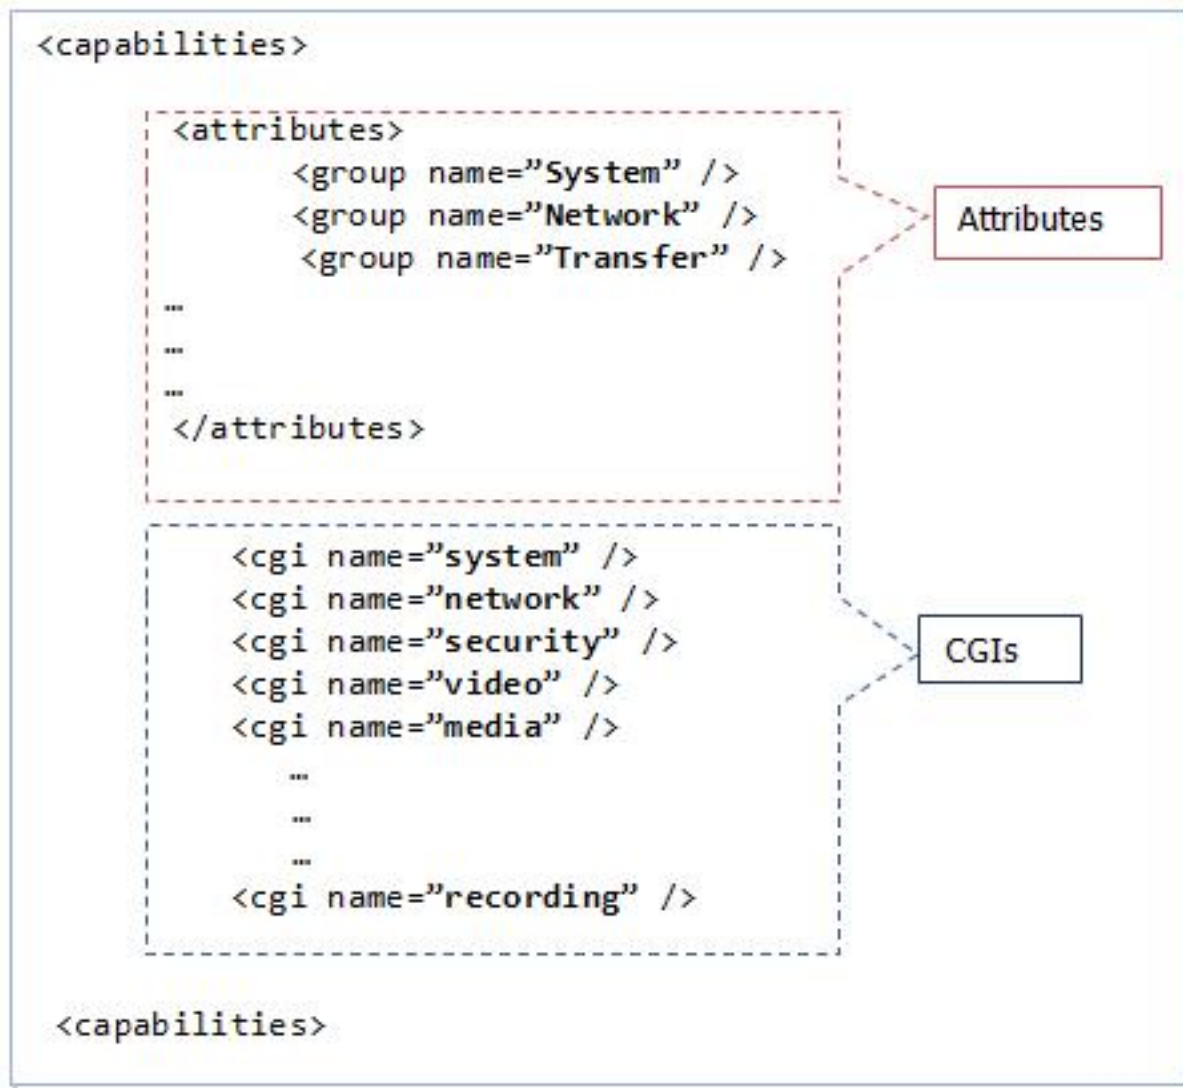 <capabilities>
<attributes>
<group name=”System” />
<group name=”Network” />
<group name=”Transfer” />
Attributes
…
…
…
</attributes>
<cgi name=”system” />
<cgi name=”network” />
<cgi name=”security” />
<cgi name=”video” />
<cgi name=”media” />
CGIs
…
…
…
<cgi name=”recording” />
<capabilities>